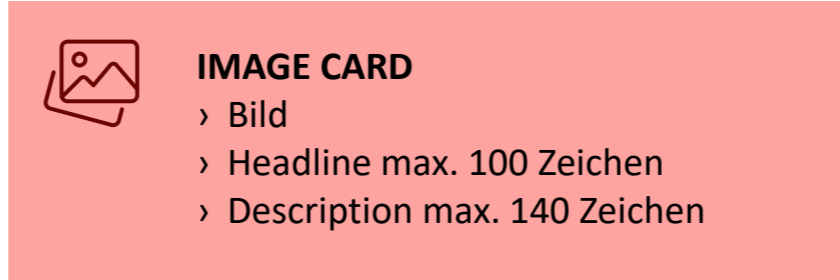 IMAGE CARD
› Bild
› Headline max. 100 Zeichen
› Description max. 140 Zeichen